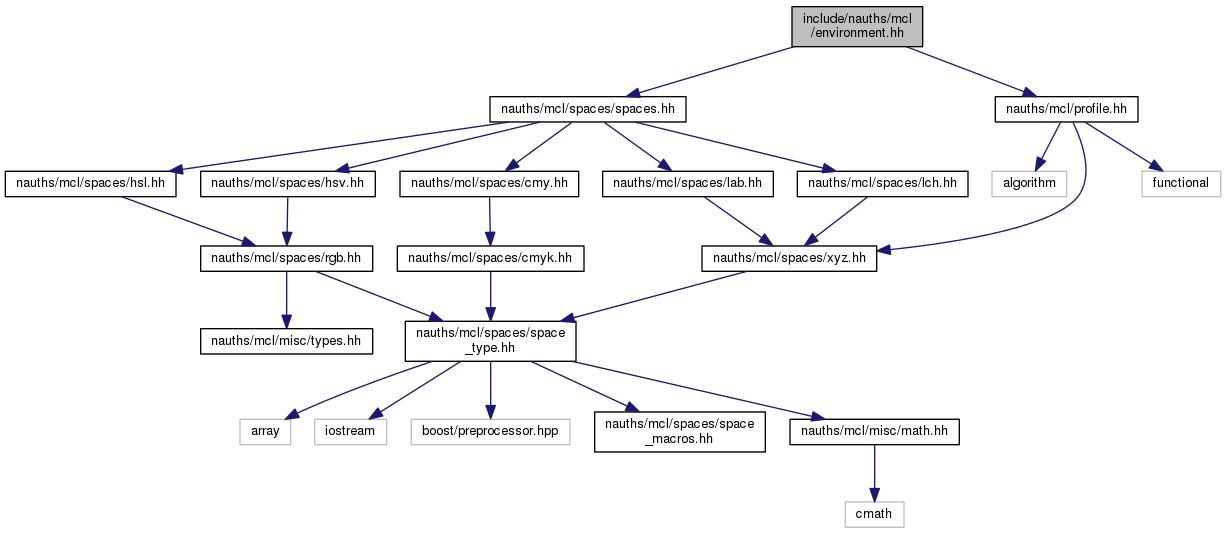 include/nauths/mcl
/environment.hh
nauths/mcl/spaces/spaces.hh
nauths/mcl/profile.hh
nauths/mcl/spaces/hsl.hh
nauths/mcl/spaces/hsv.hh
nauths/mcl/spaces/cmy.hh
nauths/mcl/spaces/lab.hh
nauths/mcl/spaces/lch.hh
algorithm
functional
nauths/mcl/spaces/rgb.hh
nauths/mcl/spaces/cmyk.hh
nauths/mcl/spaces/xyz.hh
nauths/mcl/misc/types.hh
nauths/mcl/spaces/space
_type.hh
array
iostream
boost/preprocessor.hpp
nauths/mcl/spaces/space
_macros.hh
nauths/mcl/misc/math.hh
cmath